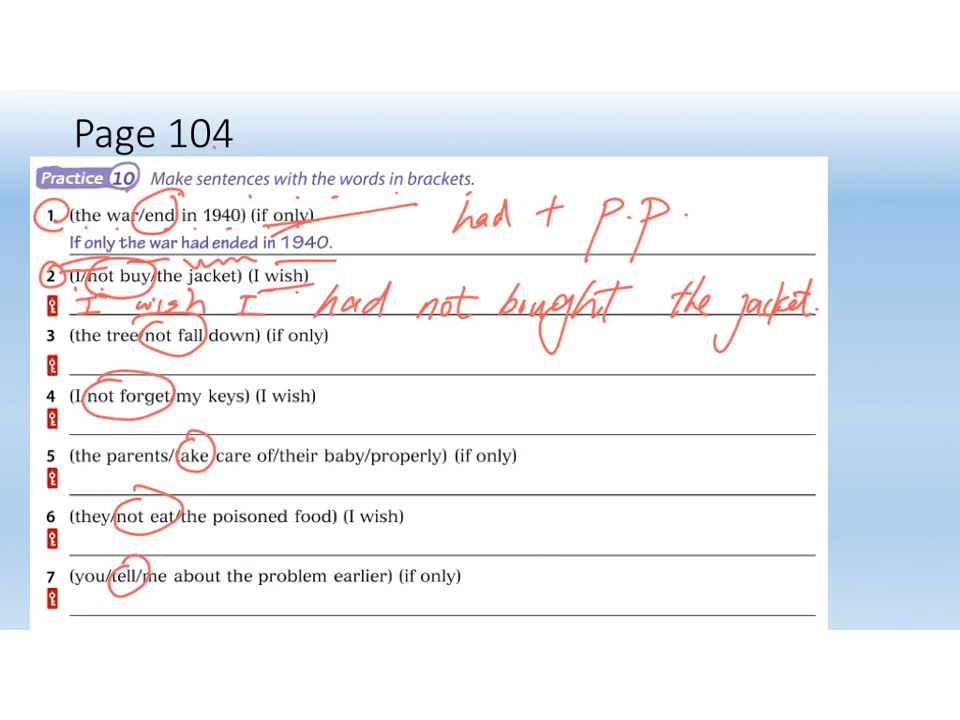 Page 104
Practice 10 Make sentences with the words in brackets.
1 (the war/end in 1940) (if only) had + p.p.
If only the war had ended in 1940.
2 (I/not buy/the jacket) (I wish)
I wish I had not bought the jacket.
3 (the tree/not fall down) (if only)
4 (I/not forget/my keys) (I wish)
5 (the parents/take care of/their baby/properly) (if only)
6 (they/not eat/the poisoned food) (I wish)
7 (you/tell/me about the problem earlier) (if only)